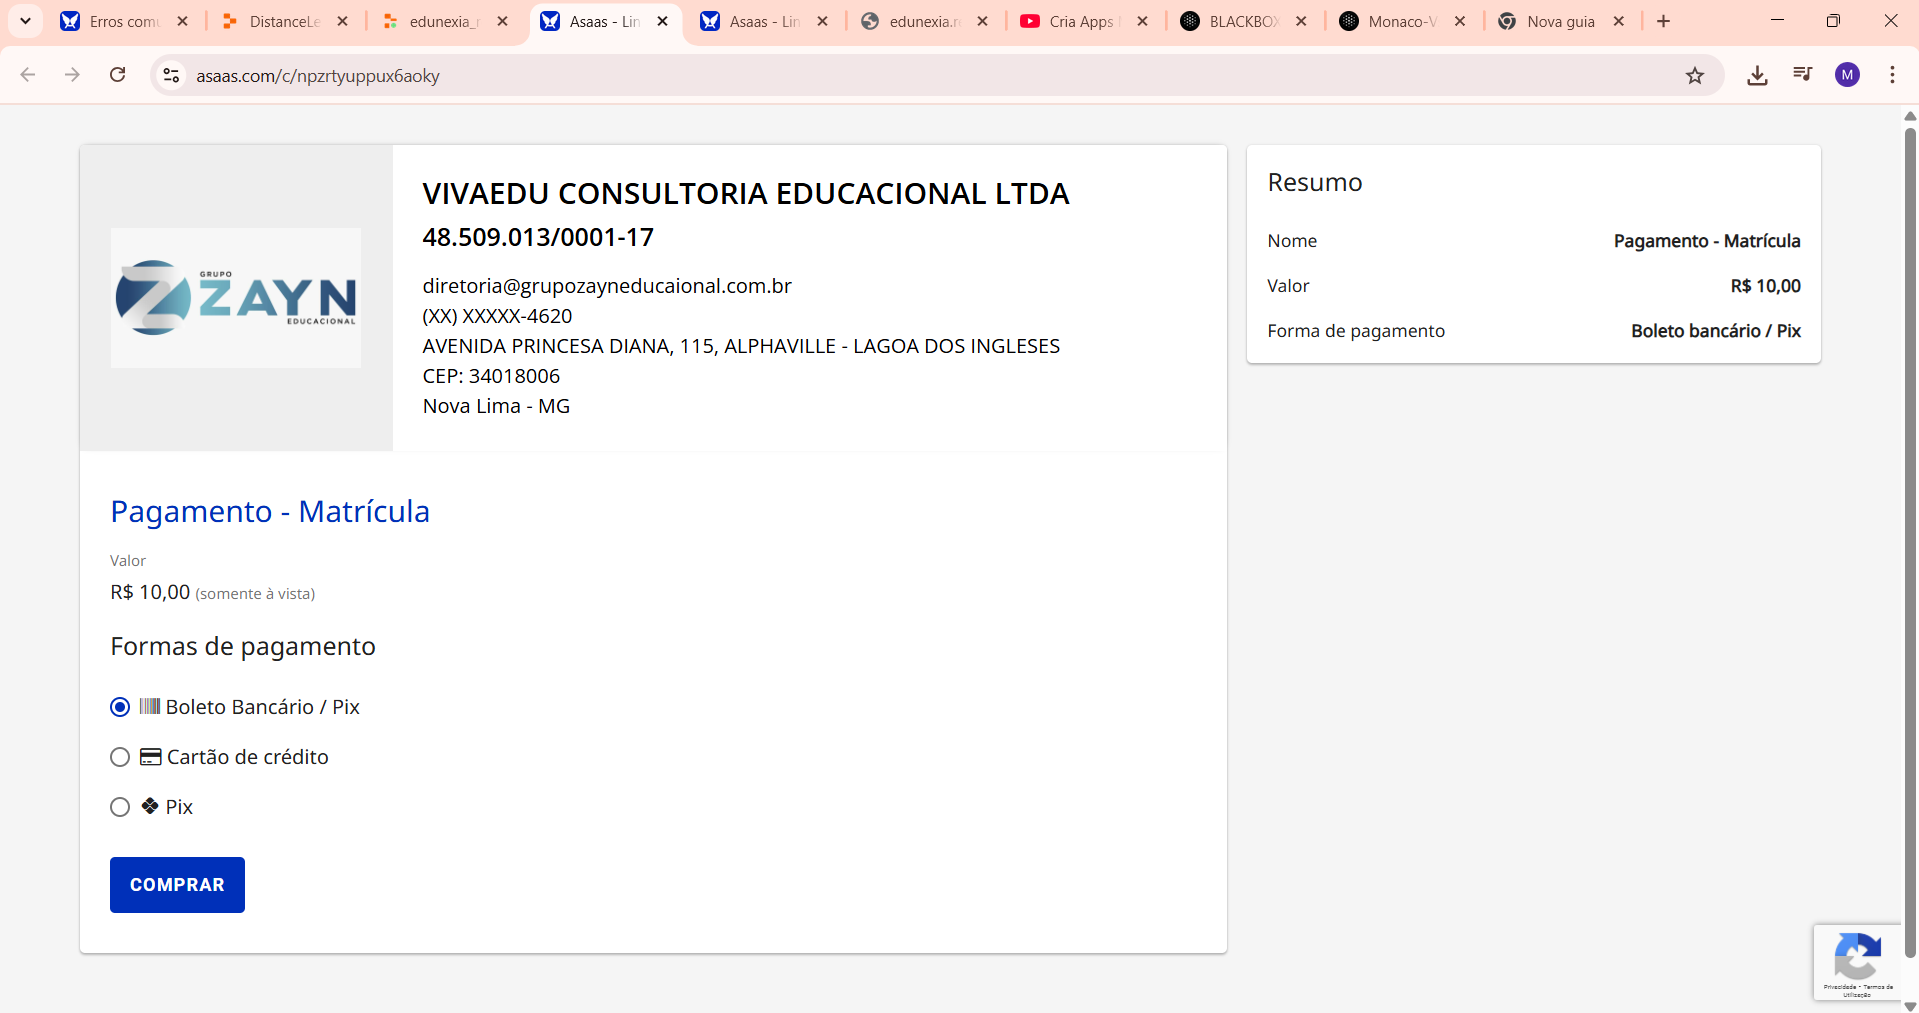 Erros com
DistanceLe
edunexia_r
Asaas - Lin
Asaas - Lin
edunexia.r
Cria Apps
BLACKBOX
Monaco-V
Nova guia
asaas.com/c/npzrtyuppux6aoky
M
GRUPO
ZAYN
EDUCACIONAL
VIVAEDU CONSULTORIA EDUCACIONAL LTDA
48.509.013/0001-17
diretoria@grupozayneducaional.com.br
(XX) XXXXX-4620
AVENIDA PRINCESA DIANA, 115, ALPHAVILLE - LAGOA DOS INGLESES
CEP: 34018006
Nova Lima - MG
Resumo
Nome Pagamento - Matrícula
Valor R$ 10,00
Forma de pagamento Boleto bancário / Pix
Pagamento - Matrícula
Valor
R$ 10,00 (somente à vista)
Formas de pagamento
Boleto Bancário / Pix
Cartão de crédito
Pix
COMPRAR
Privacidade - Termos de
Utilização